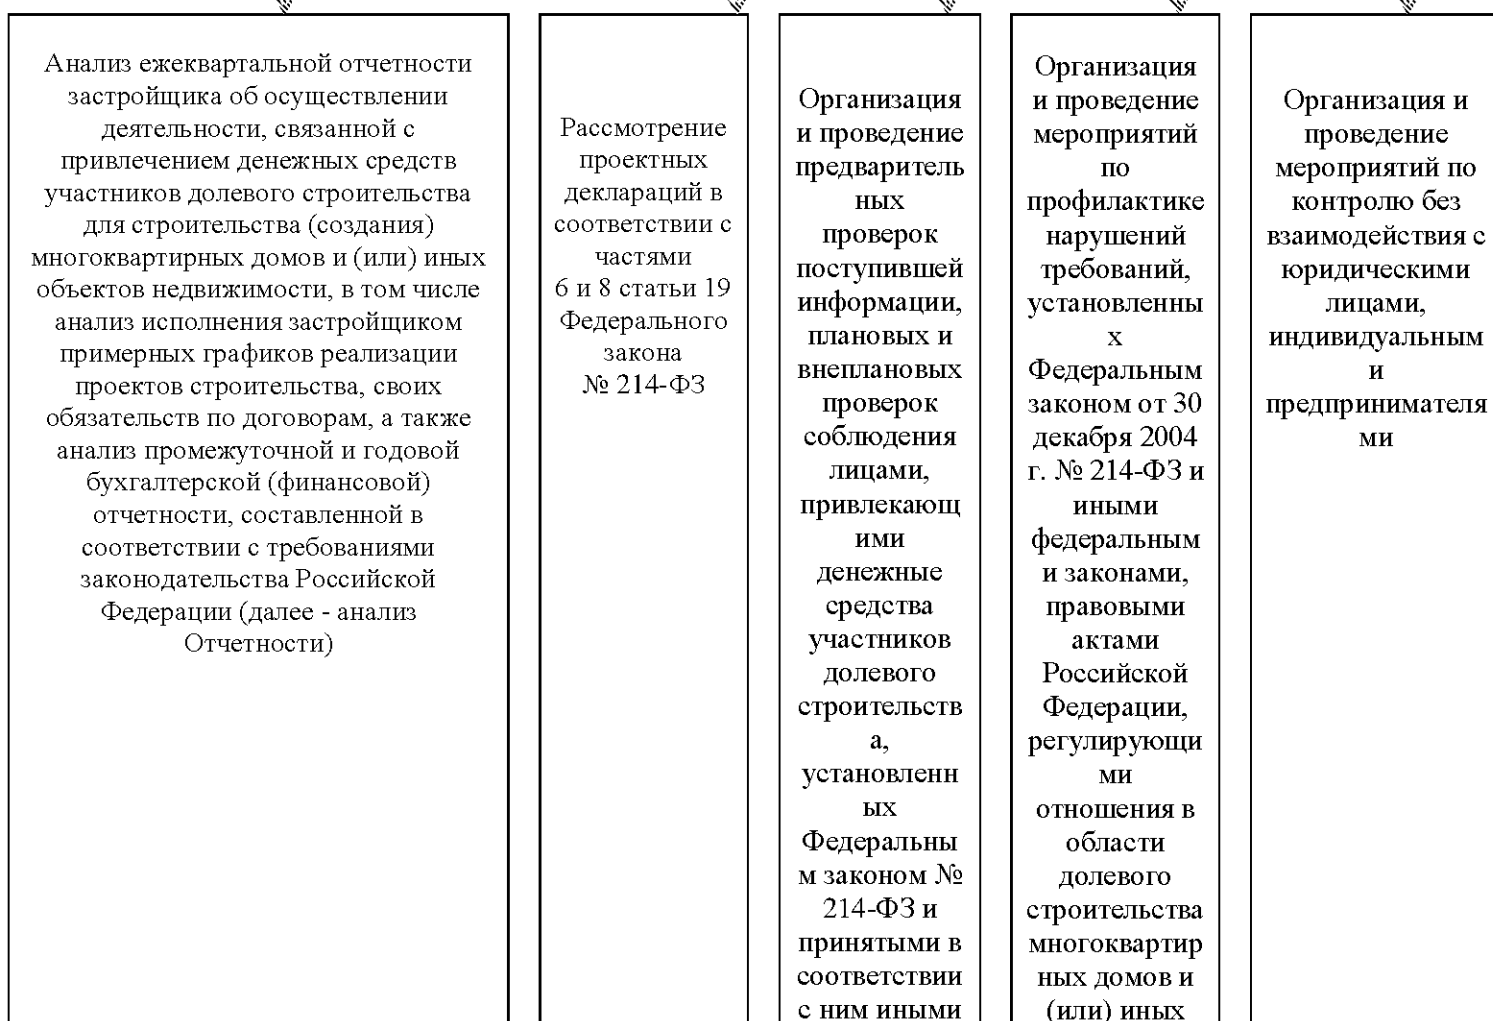 Анализ ежеквартальной отчетности
застройщика об осуществлении
деятельности, связанной с
привлечением денежных средств
участников долевого строительства
для строительства (создания)
многоквартирных домов и (или) иных
объектов недвижимости, в том числе
анализ исполнения застройщиком
примерных графиков реализации
проектов строительства, своих
обязательств по договорам, а также
анализ промежуточной и годовой
бухгалтерской (финансовой)
отчетности, составленной в
соответствии с требованиями
законодательства Российской
Федерации (далее - анализ
Отчетности)
Рассмотрение
проектных
деклараций в
соответствии с
частями
6 и 8 статьи 19
Федерального
закона
№ 214-ФЗ
Организация
и проведение
предваритель
ных
проверок
поступившей
информации,
плановых и
внеплановых
проверок
соблюдения
лицами,
привлекающ
ими
денежные
средства
участников
долевого
строительств
а,
установленн
ых
Федеральны
м законом №
214-ФЗ и
принятыми в
соответствии
с ним иными
Организация
и проведение
мероприятий
по
профилактике
нарушений
требований,
установленны
х
Федеральным
законом от 30
декабря 2004
г. № 214-ФЗ и
иными
федеральным
и законами,
правовыми
актами
Российской
Федерации,
регулирующи
ми
отношения в
области
долевого
строительства
многоквартир
ных домов и
(или) иных
Организация и
проведение
мероприятий по
контролю без
взаимодействия с
юридическими
лицами,
индивидуальным
и
предпринимателя
ми